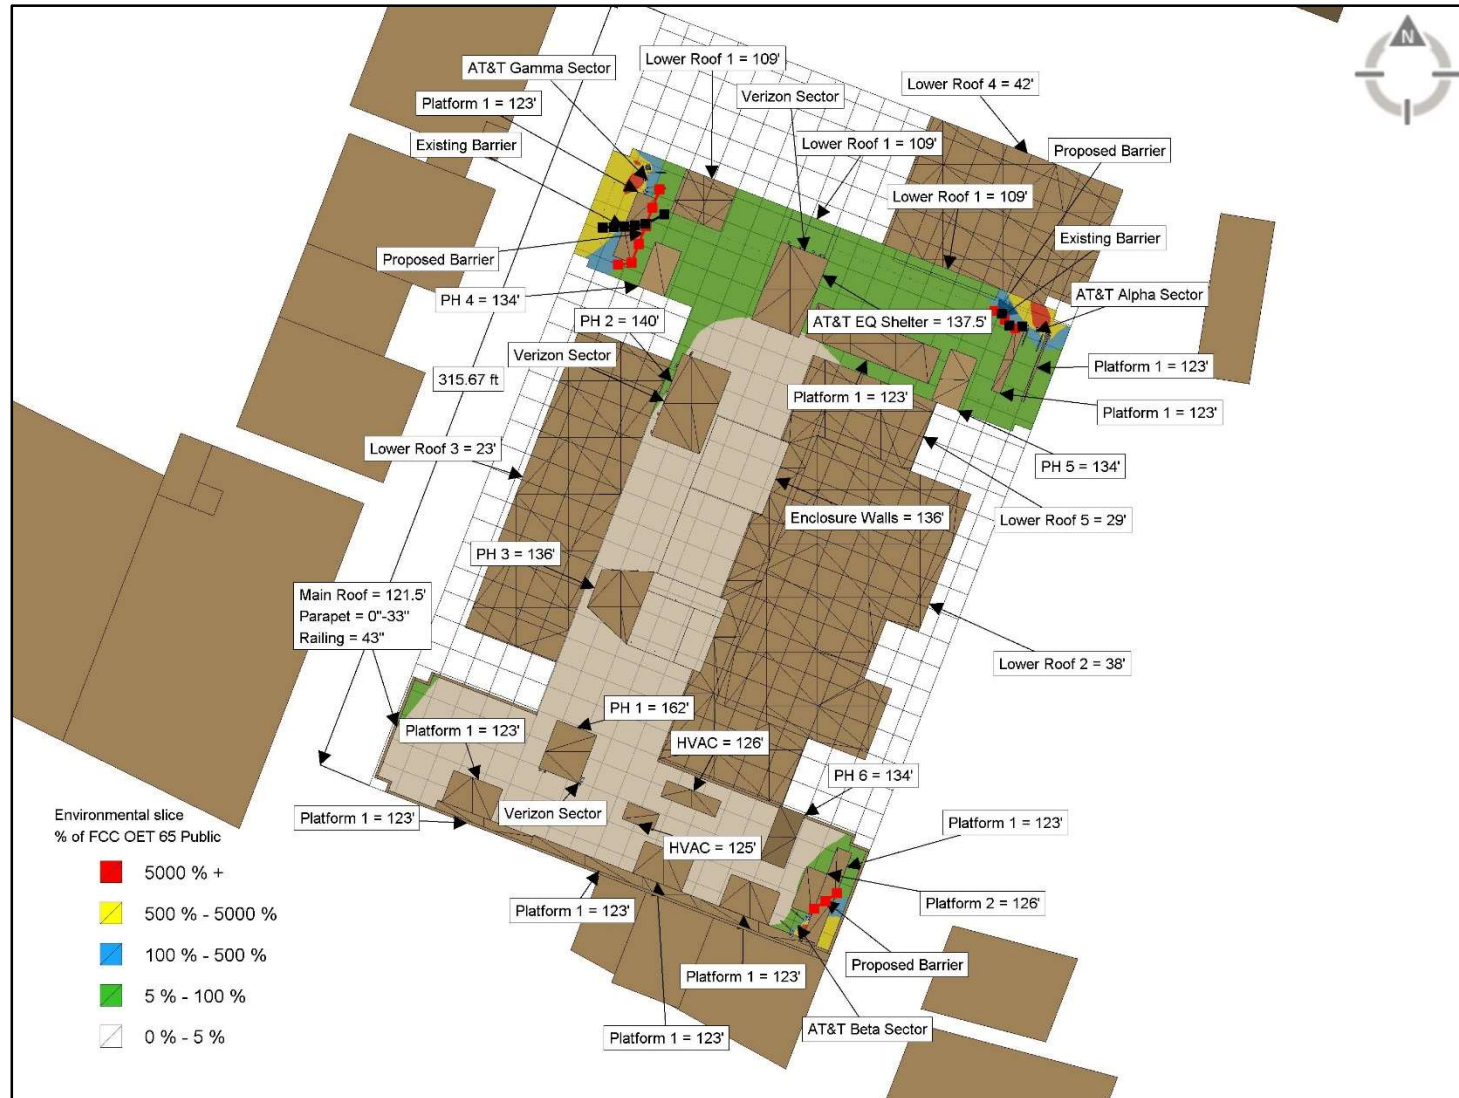 N
Lower Roof 1 = 109'
AT&T Gamma Sector
Lower Roof 4 = 42'
Verizon Sector
Platform 1 = 123'
Existing Barrier
Lower Roof 1 = 109'
Proposed Barrier
Lower Roof 1 = 109'
Existing Barrier
Proposed Barrier
AT&T Alpha Sector
PH 4 = 134'
PH 2 = 140'
AT&T EQ Shelter = 137.5'
Verizon Sector
Platform 1 = 123'
315.67 ft
Platform 1 = 123'
Platform 1 = 123'
Lower Roof 3 = 23'
PH 5 = 134'
Enclosure Walls = 136'
Lower Roof 5 = 29'
PH 3 = 136'
Main Roof = 121.5'
Parapet = 0"-33"
Railing = 43"
Lower Roof 2 = 38'
PH 1 = 162'
Platform 1 = 123'
HVAC = 126'
PH 6 = 134'
Platform 1 = 123'
Verizon Sector
Platform 1 = 123'
HVAC = 125'
Platform 2 = 126'
Platform 1 = 123'
Proposed Barrier
Platform 1 = 123'
AT&T Beta Sector
Platform 1 = 123'
Environmental slice
% of FCC OET 65 Public
5000 % +
500 % - 5000 %
100 % - 500 %
5 % - 100 %
0 % - 5 %